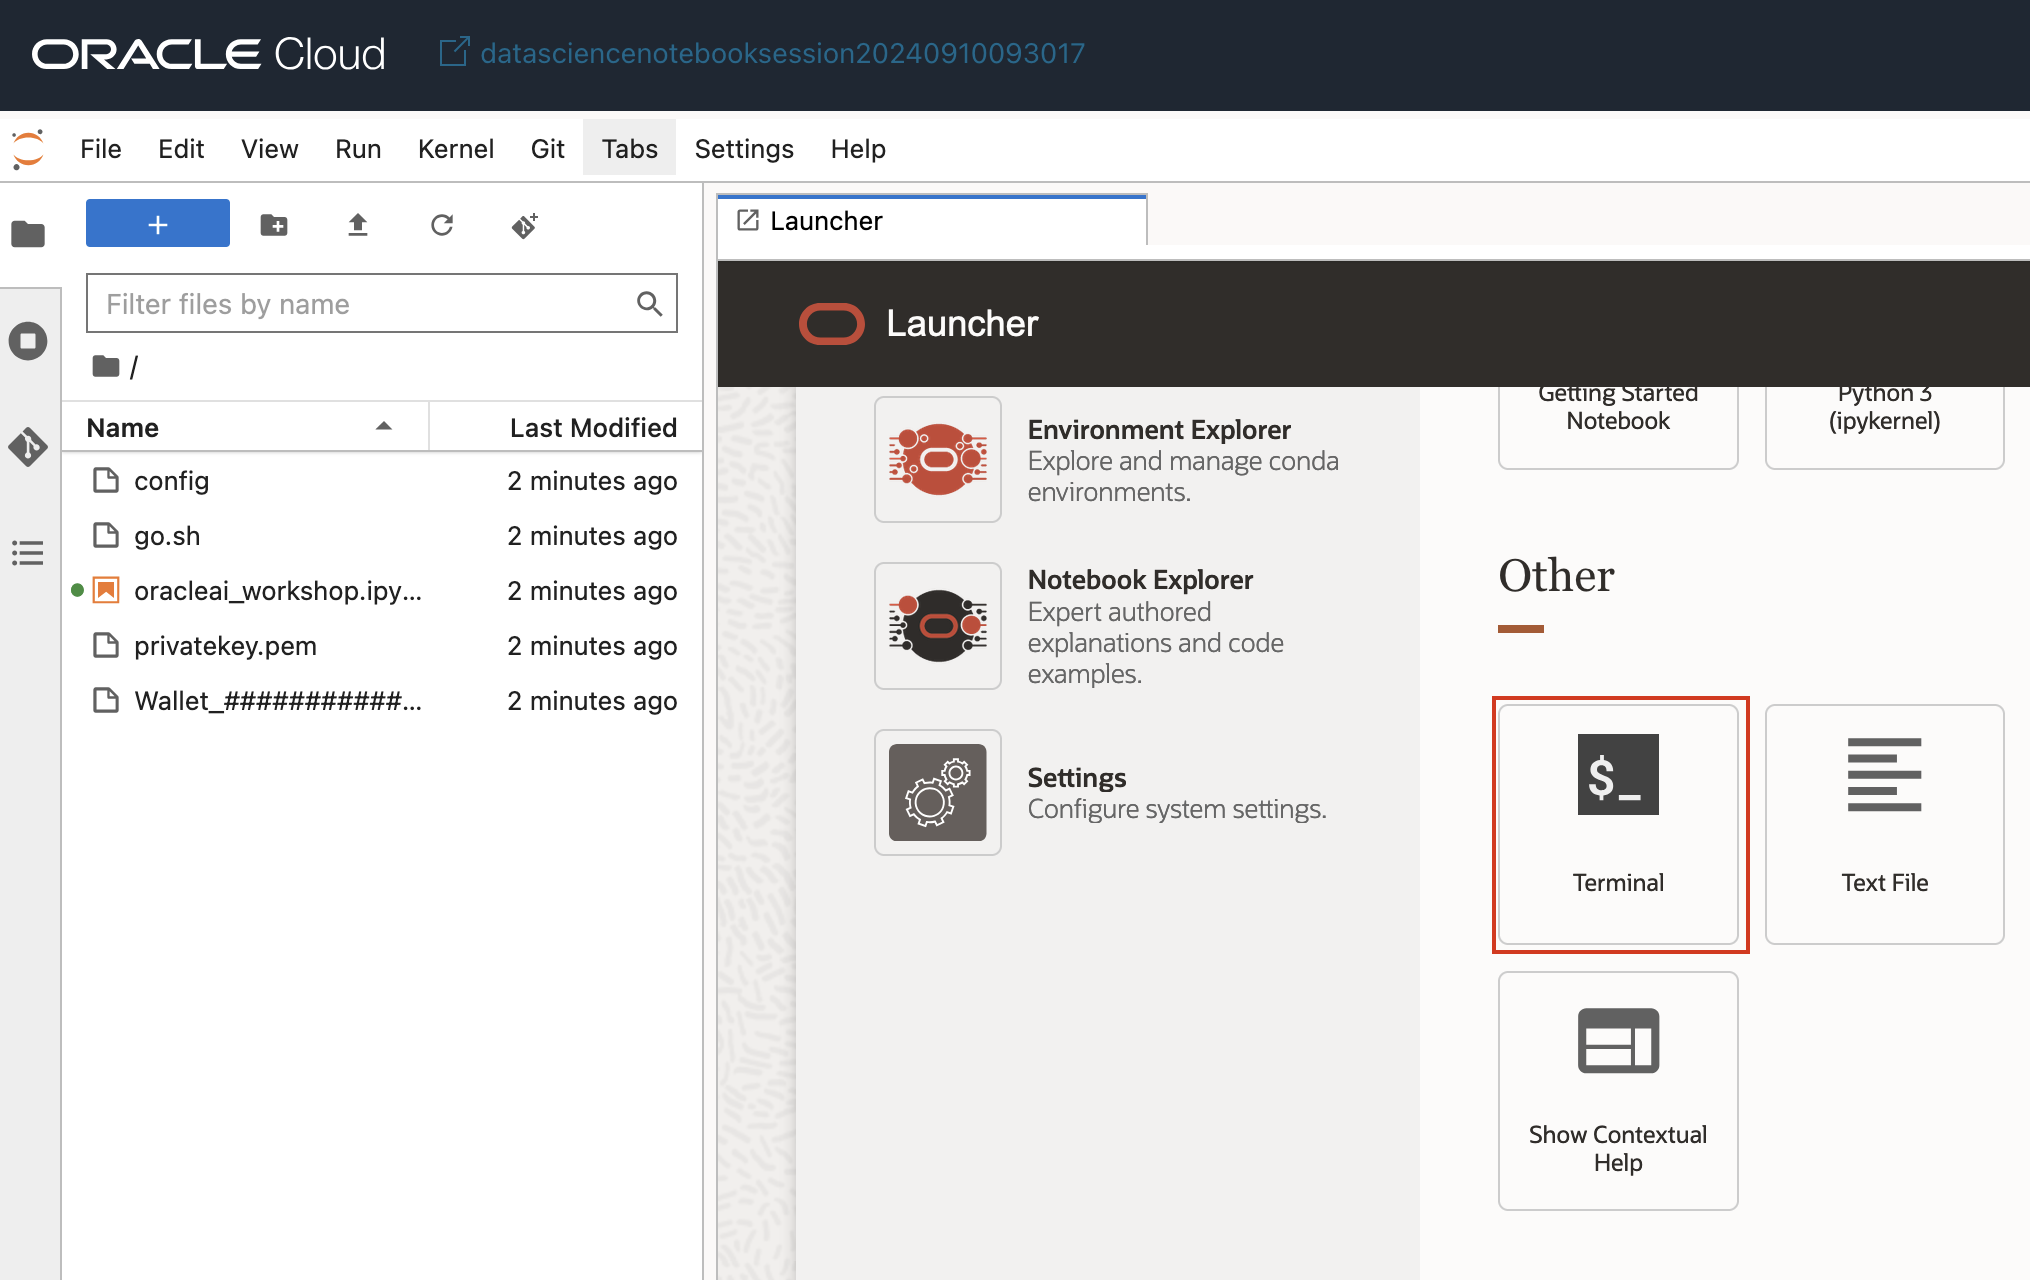 ORACLE Cloud
datasciencenotebooksession20240910093017
File Edit View Run Kernel Git Tabs Settings Help
+
Filter files by name
/
Name Last Modified
config 2 minutes ago
go.sh 2 minutes ago
oracleai_workshop.ipy... 2 minutes ago
privatekey.pem 2 minutes ago
Wallet_###########... 2 minutes ago
Launcher
Launcher
Environment Explorer
Explore and manage conda
environments.
Notebook Explorer
Expert authored
explanations and code
examples.
Settings
Configure system settings.
Getting Started
Notebook
Python 3
(ipykernel)
Other
$_
Terminal
Text File
Show Contextual
Help